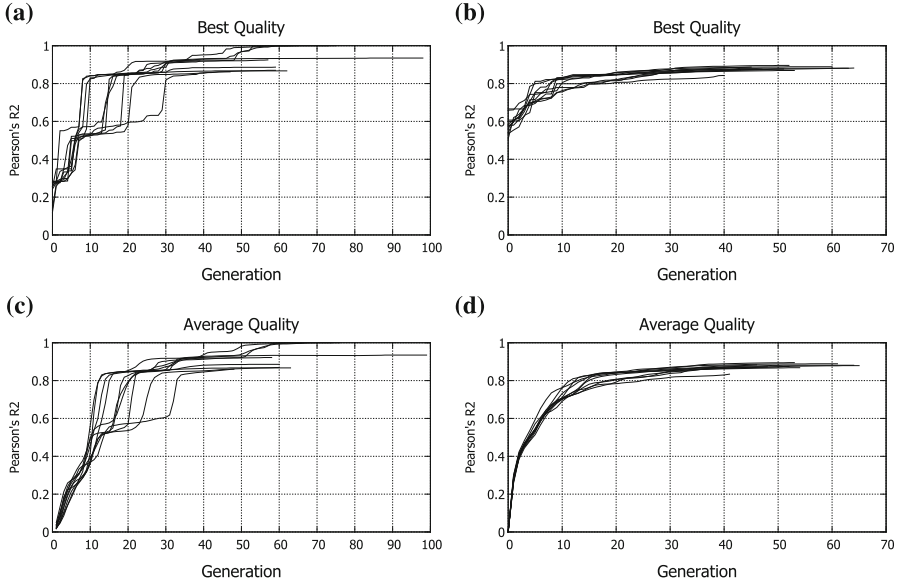 (a)
Best Quality
Pearson's R2
1
0.8
0.6
0.4
0.2
0
0 10 20 30 40 50 60 70 80 90 100
Generation
(b)
Best Quality
Pearson's R2
1
0.8
0.6
0.4
0.2
0
0 10 20 30 40 50 60 70
Generation
(c)
Average Quality
Pearson's R2
1
0.8
0.6
0.4
0.2
0
0 10 20 30 40 50 60 70 80 90 100
Generation
(d)
Average Quality
Pearson's R2
1
0.8
0.6
0.4
0.2
0
0 10 20 30 40 50 60 70
Generation